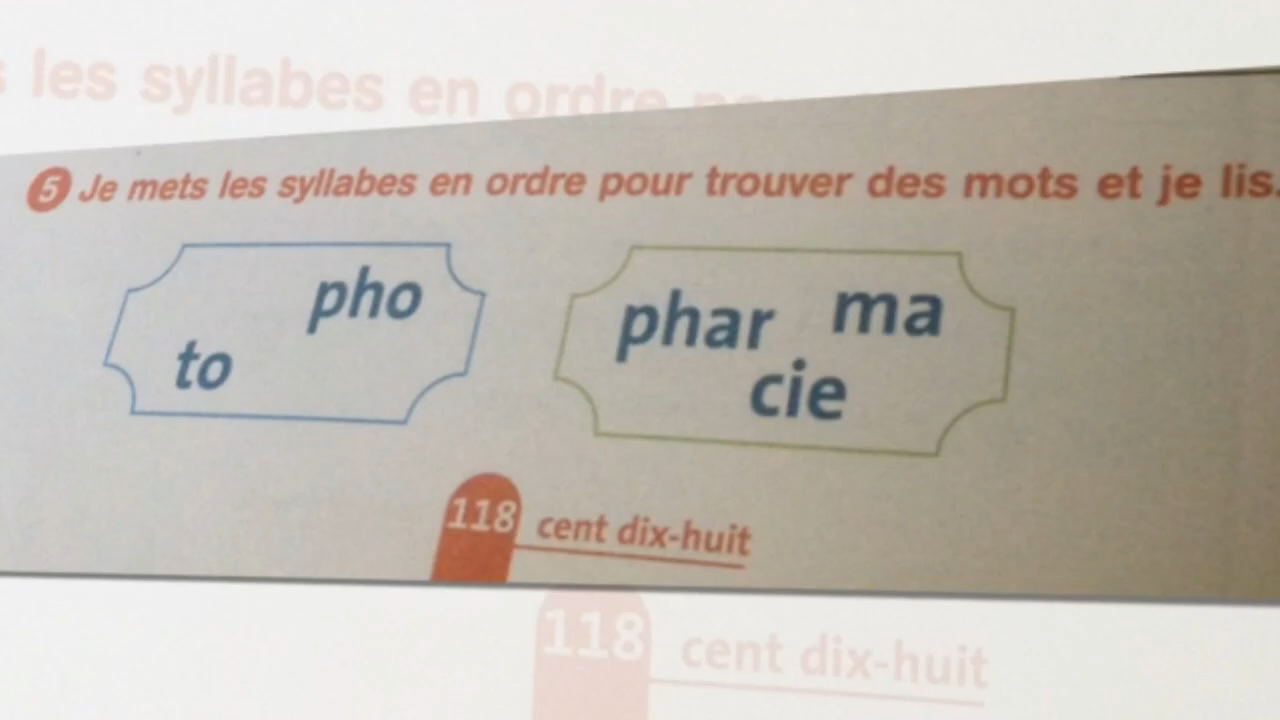 les syllabes en ordre
5 Je mets les syllabes en ordre pour trouver des mots et je lis.
pho
to
phar ma
cie
118 cent dix-huit
118 cent dix-huit